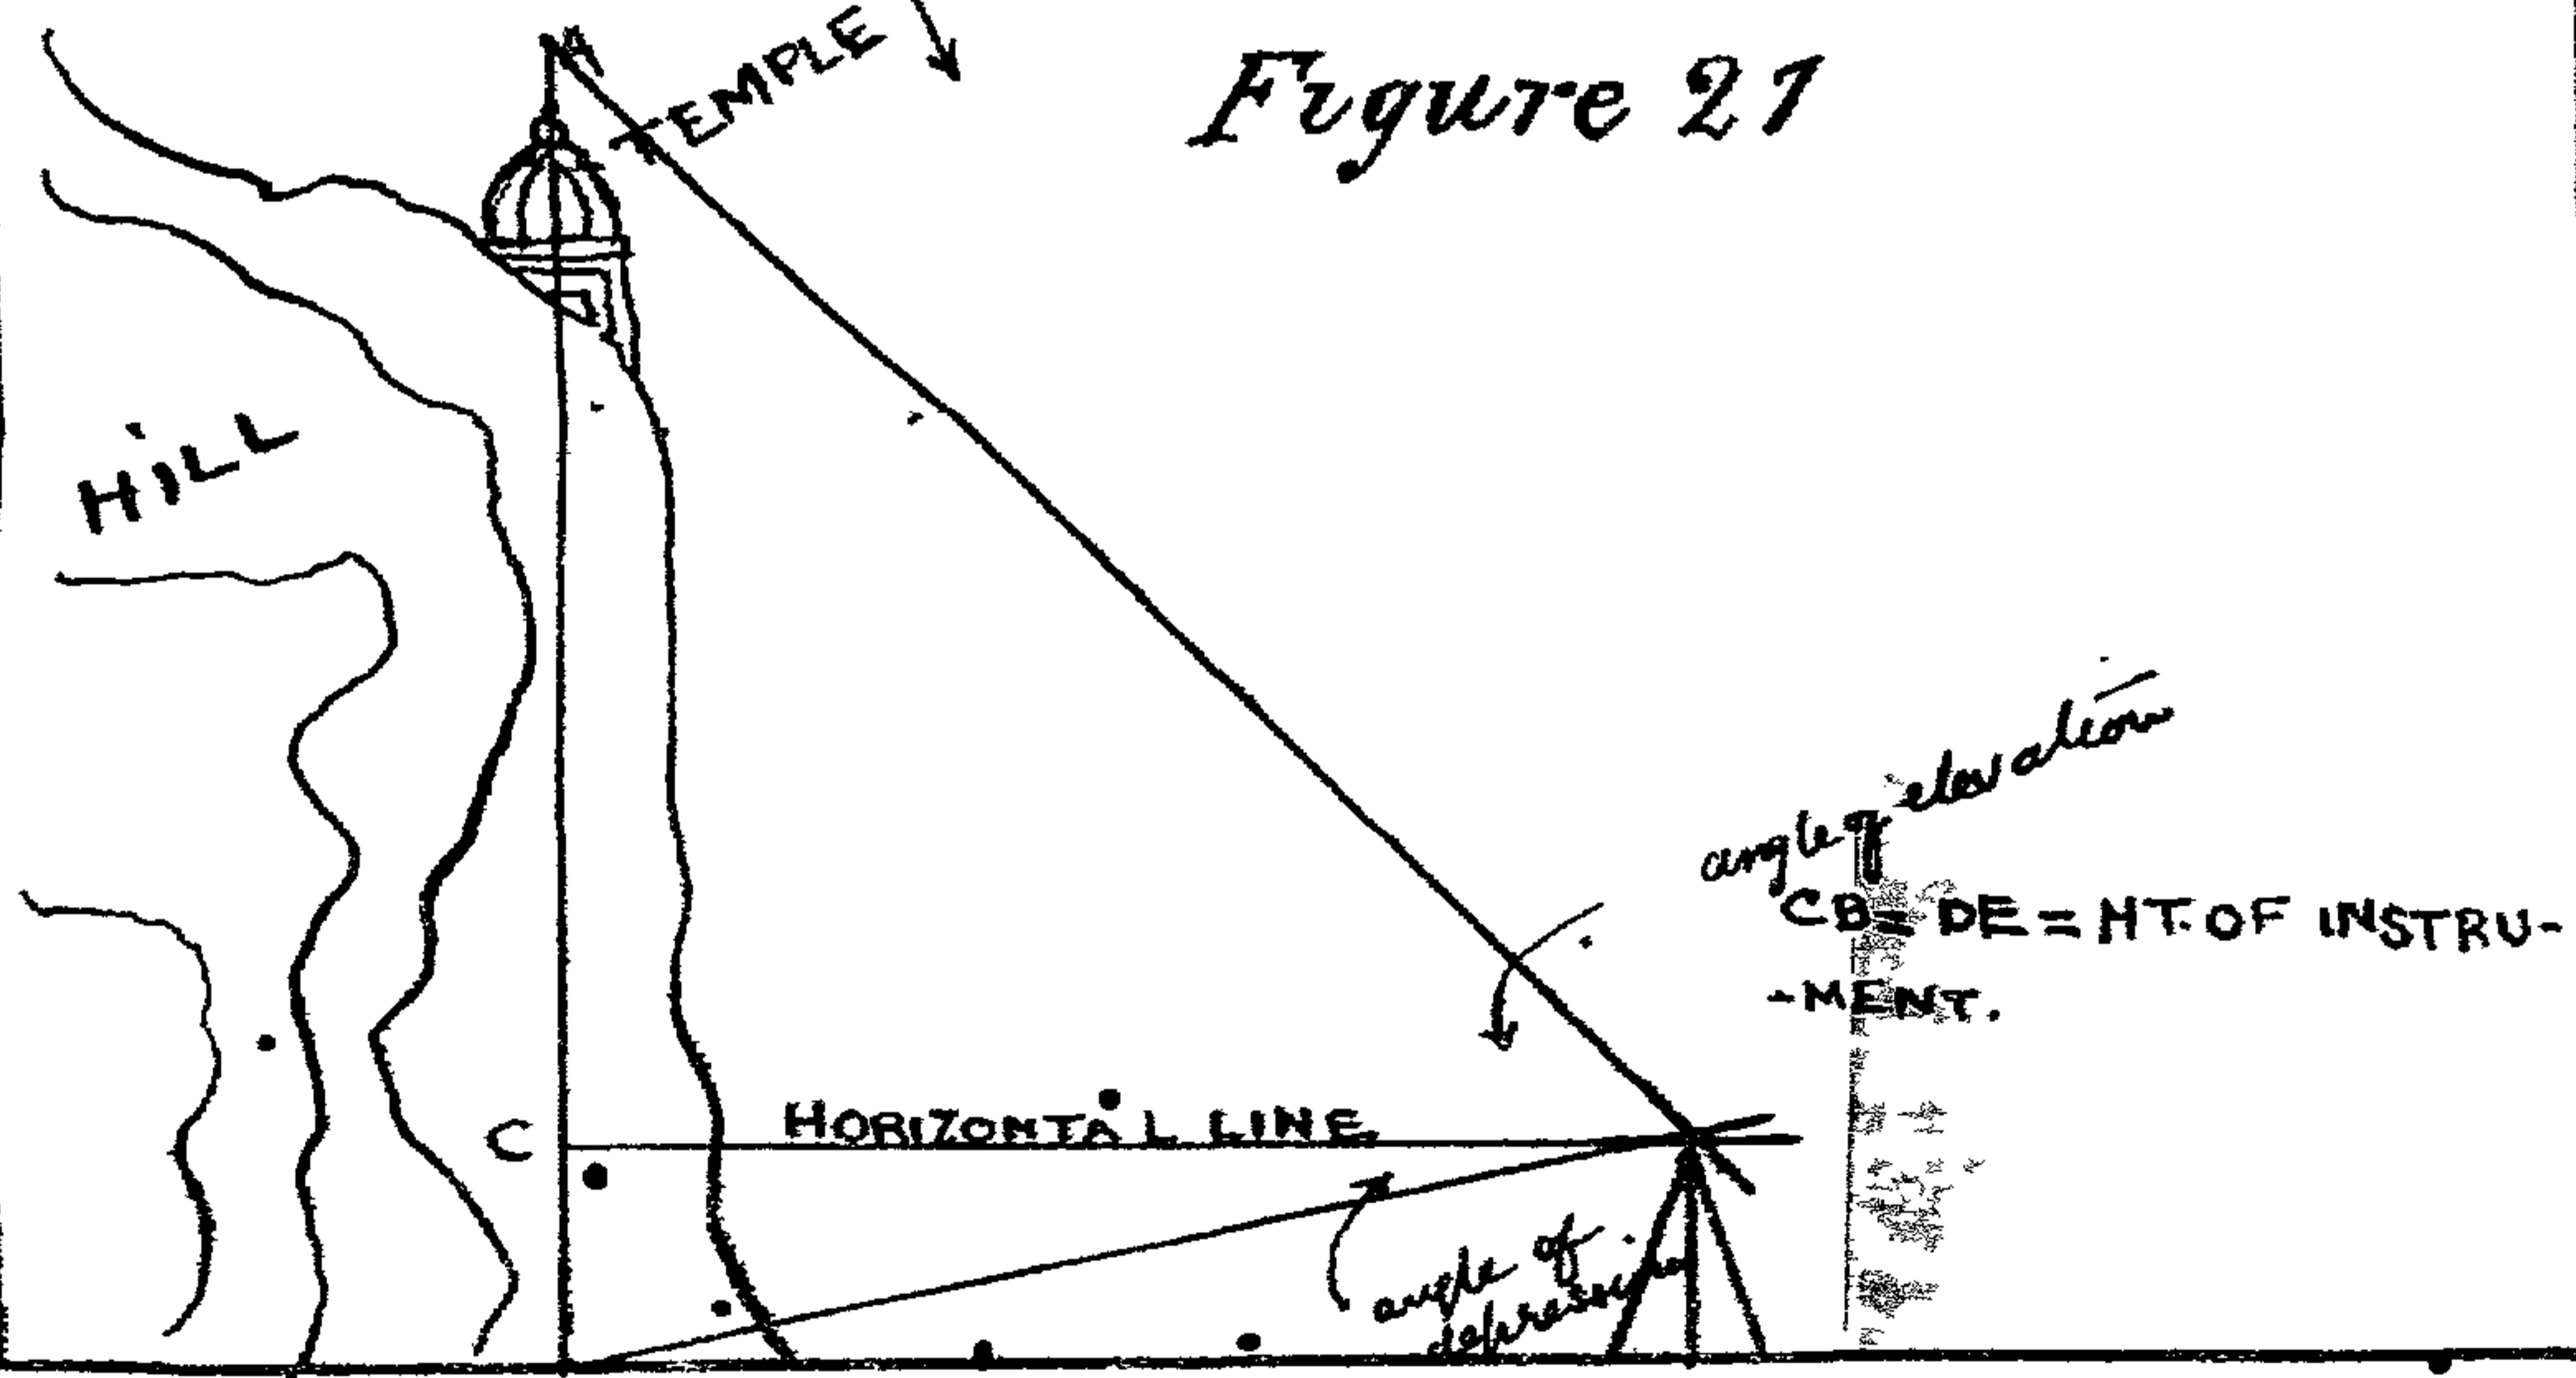 A
TEMPLE
Figure 21
HILL
angle of elevation
CB = DE = HT. OF INSTRU-
-MENT.
C
HORIZONTAL LINE
angle of
depression